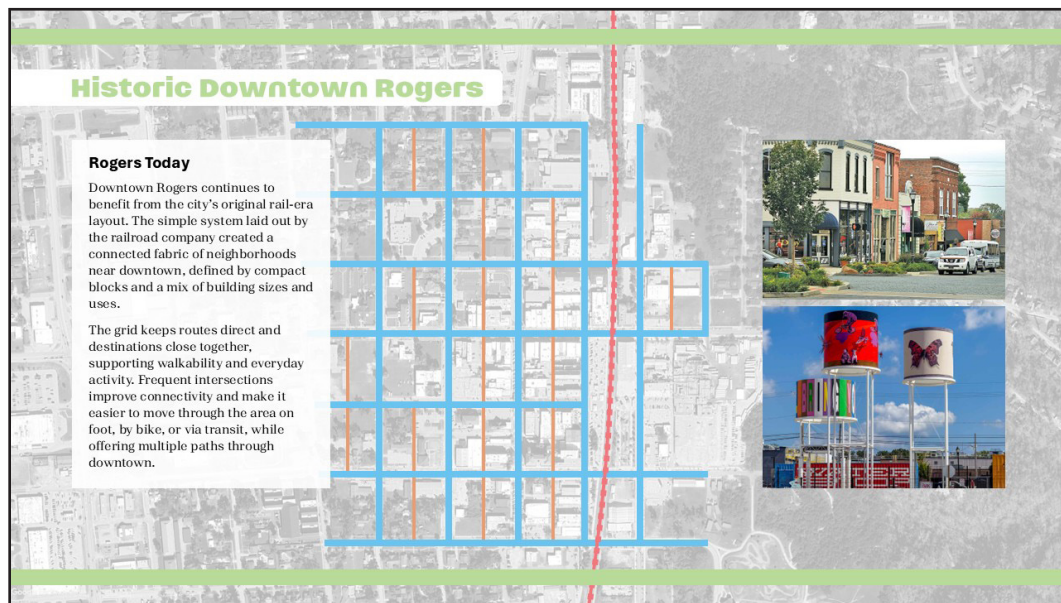 Historic Downtown Rogers
Rogers Today
Downtown Rogers continues to
benefit from the city’s original rail-era
layout. The simple system laid out by
the railroad company created a
connected fabric of neighborhoods
near downtown, defined by compact
blocks and a mix of building sizes and
uses.
The grid keeps routes direct and
destinations close together,
supporting walkability and everyday
activity. Frequent intersections
improve connectivity and make it
easier to move through the area on
foot, by bike, or via transit, while
offering multiple paths through
downtown.